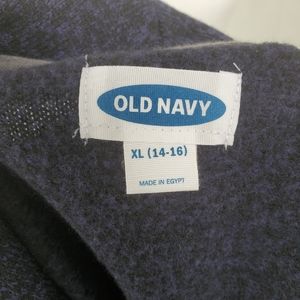 OLD NAVY
XL (14-16)
MADE IN EGYPT